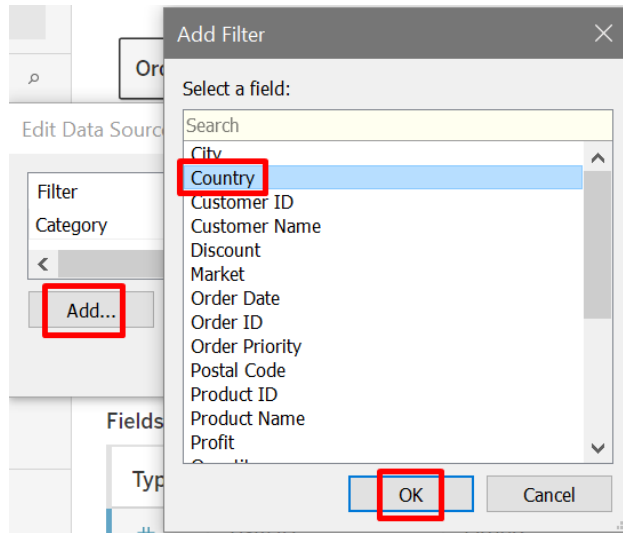 Add Filter
Ord
Select a field:
Edit Data Sourc
Search
City
Country
Filter
Customer ID
Category
Customer Name
Discount
Market
Add...
Order Date
Order ID
Order Priority
Postal Code
Product ID
Fields
Product Name
Profit
Typ
OK
Cancel
#